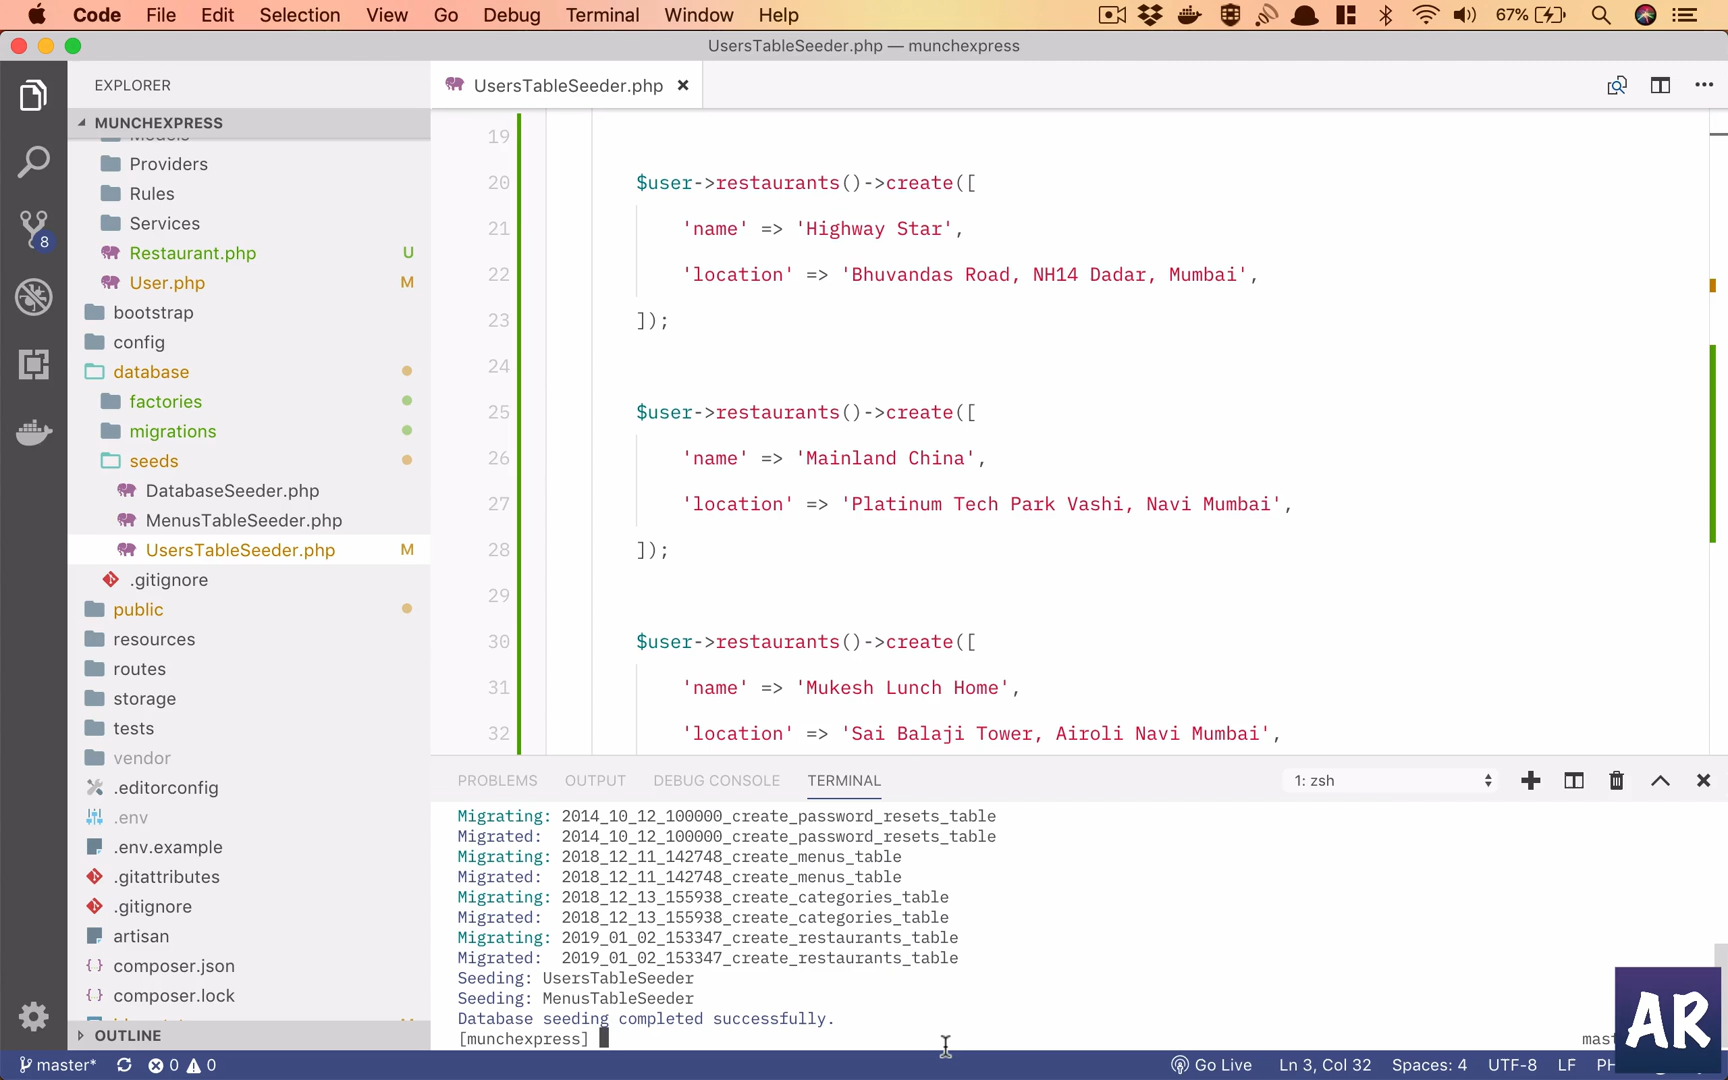 Code File Edit Selection View Go Debug Terminal Window Help 67%
UsersTableSeeder.php — munchexpress
EXPLORER
MUNCHEXPRESS
Models
Providers
Rules
Services
Restaurant.php U
User.php M
bootstrap
config
database
factories
migrations
seeds
DatabaseSeeder.php
MenusTableSeeder.php
UsersTableSeeder.php M
.gitignore
public
resources
routes
storage
tests
vendor
.editorconfig
.env
.env.example
.gitattributes
.gitignore
artisan
composer.json
composer.lock
OUTLINE
8
UsersTableSeeder.php
19
20 $user->restaurants()->create([
21 'name' => 'Highway Star',
22 'location' => 'Bhuvandas Road, NH14 Dadar, Mumbai',
23 ]);
24
25 $user->restaurants()->create([
26 'name' => 'Mainland China',
27 'location' => 'Platinum Tech Park Vashi, Navi Mumbai',
28 ]);
29
30 $user->restaurants()->create([
31 'name' => 'Mukesh Lunch Home',
32 'location' => 'Sai Balaji Tower, Airoli Navi Mumbai',
PROBLEMS OUTPUT DEBUG CONSOLE TERMINAL 1: zsh
Migrating: 2014_10_12_100000_create_password_resets_table
Migrated: 2014_10_12_100000_create_password_resets_table
Migrating: 2018_12_11_142748_create_menus_table
Migrated: 2018_12_11_142748_create_menus_table
Migrating: 2018_12_13_155938_create_categories_table
Migrated: 2018_12_13_155938_create_categories_table
Migrating: 2019_01_02_153347_create_restaurants_table
Migrated: 2019_01_02_153347_create_restaurants_table
Seeding: UsersTableSeeder
Seeding: MenusTableSeeder
Database seeding completed successfully.
[munchexpress]
AR
master* 0 0 Go Live Ln 3, Col 32 Spaces: 4 UTF-8 LF